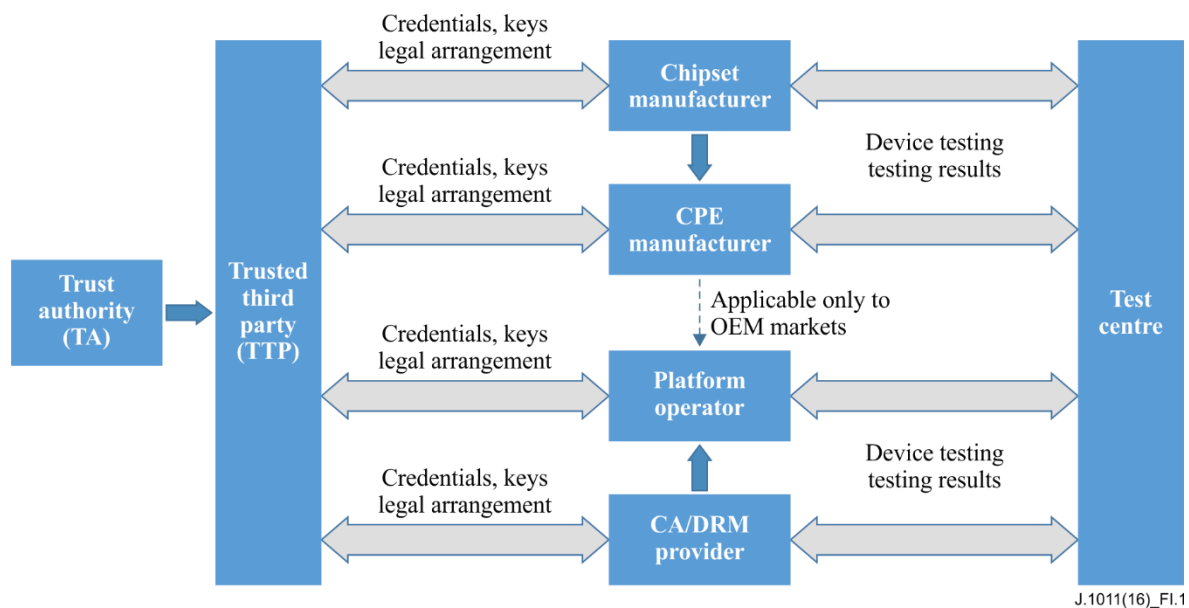 Credentials, keys
legal arrangement
Chipset
manufacturer
Device testing
testing results
Credentials, keys
legal arrangement
CPE
manufacturer
Trust
authority
(TA)
Trusted
third
party
(TTP)
Applicable only to
OEM markets
Test
centre
Credentials, keys
legal arrangement
Platform
operator
Device testing
testing results
Credentials, keys
legal arrangement
CA/DRM
provider
J.1011(16)_FI.1